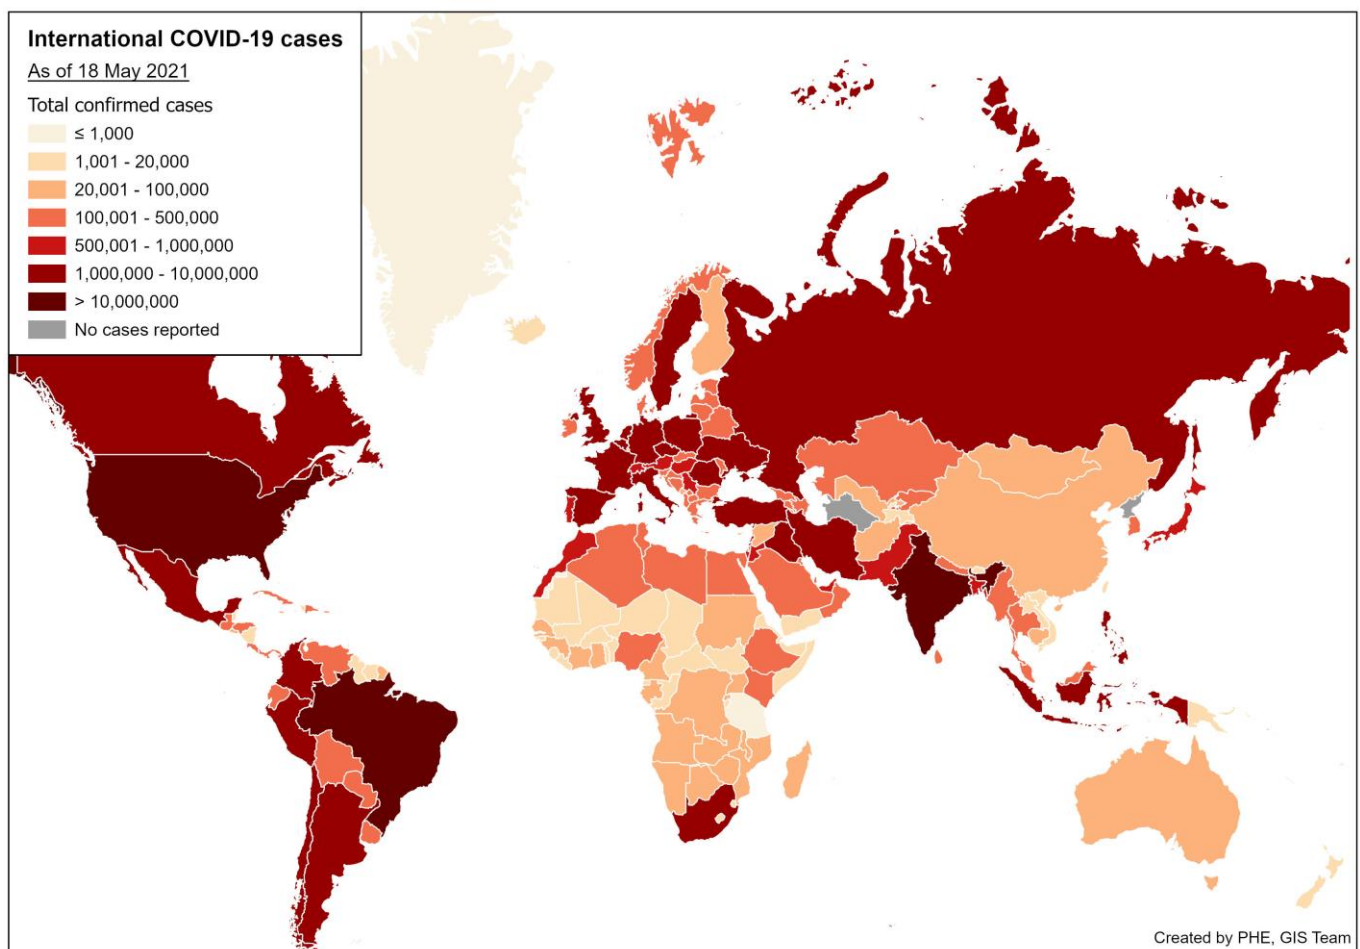 International COVID-19 cases
As of 18 May 2021
Total confirmed cases
≤ 1,000
1,001 - 20,000
20,001 - 100,000
100,001 - 500,000
500,001 - 1,000,000
1,000,000 - 10,000,000
> 10,000,000
No cases reported
Created by PHE, GIS Team